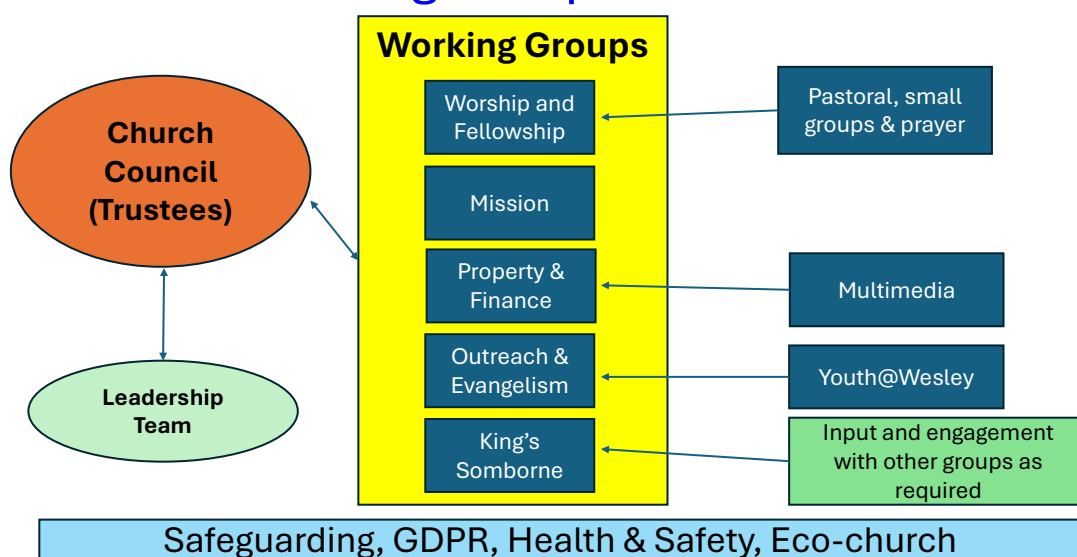 Working Groups
Church
Council
(Trustees)
Leadership
Team
Worship and
Fellowship
Mission
Property &
Finance
Outreach &
Evangelism
King’s
Somborne
Pastoral, small
groups & prayer
Multimedia
Youth@Wesley
Input and engagement
with other groups as
required
Safeguarding, GDPR, Health & Safety, Eco-church